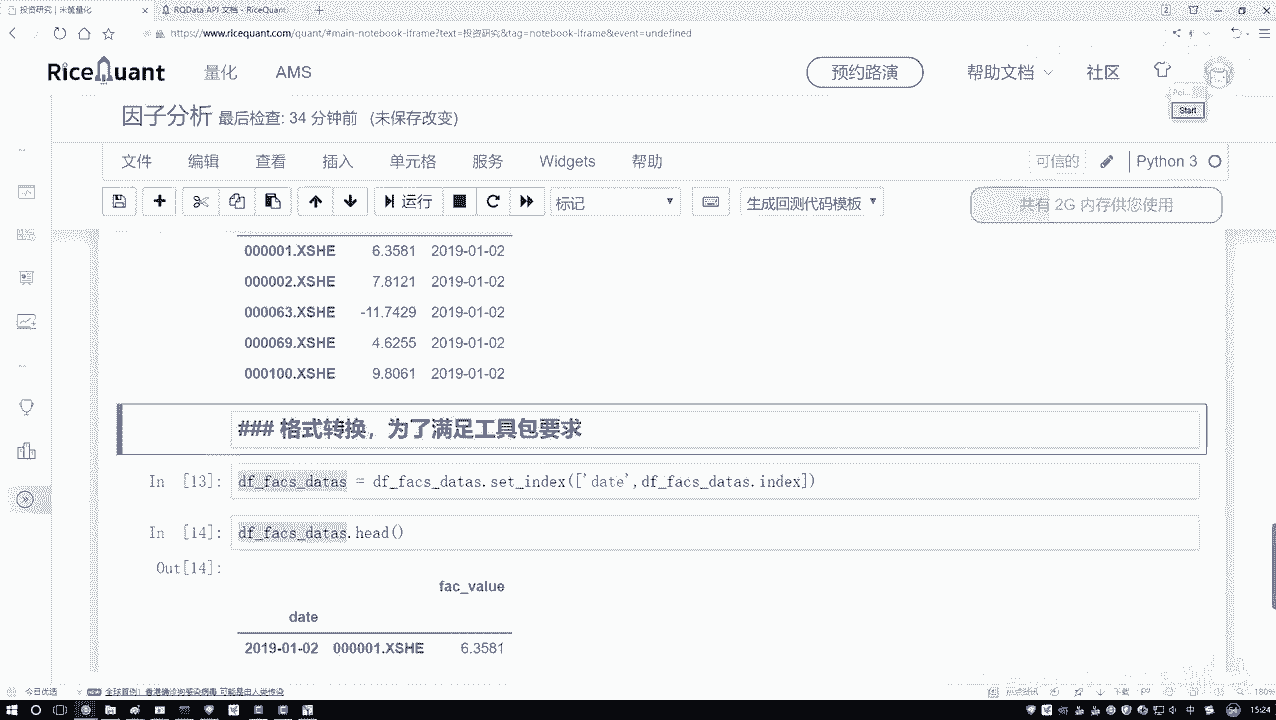 投资研究 | 米筐量化
RQData API 文档 - RiceQuan
https://www.ricequant.com/quant/#main-notebook-iframe?text=投资研究&tag=notebook-iframe&event=undefined
RiceQuant 量化 AMS 预约路演 帮助文档 社区
Start
因子分析 最后检查: 34 分钟前 (未保存改变)
文件 编辑 查看 插入 单元格 服务 Widgets 帮助 可信的 Python 3
运行 标记 生成回测代码模板 共有 2G 内存供您使用
000001.XSHE 6.3581 2019-01-02
000002.XSHE 7.8121 2019-01-02
000063.XSHE -11.7429 2019-01-02
000069.XSHE 4.6255 2019-01-02
000100.XSHE 9.8061 2019-01-02
### 格式转换，为了满足工具包要求
In [13]: df_facs_datas = df_facs_datas.set_index(['date',df_facs_datas.index])
In [14]: df_facs_datas.head()
Out[14]:
fac_value
date
2019-01-02 000001.XSHE 6.3581
今日优选 全球首例！香港确诊狗感染病毒 可能是由人类传染
下载 180%
中 15:24